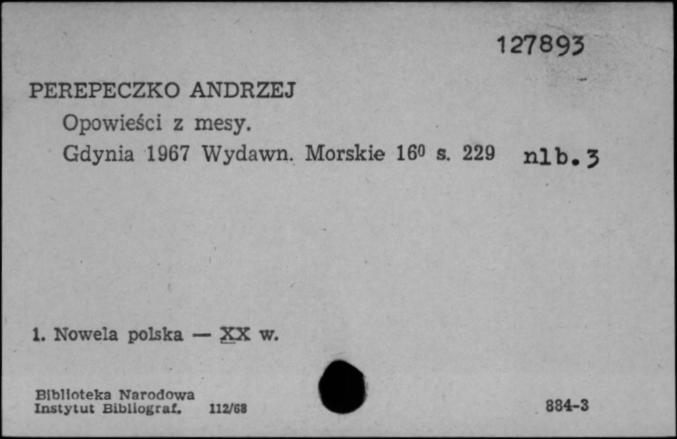 127893
PEREPECZKO ANDRZEJ
Opowieści z mesy.
Gdynia 1967 Wydawn. Morskie 16⁰ s. 229 nlb. 3
1. Nowela polska — XX w.
Biblioteka Narodowa
Instytut Bibliograf. 112/68 884-3